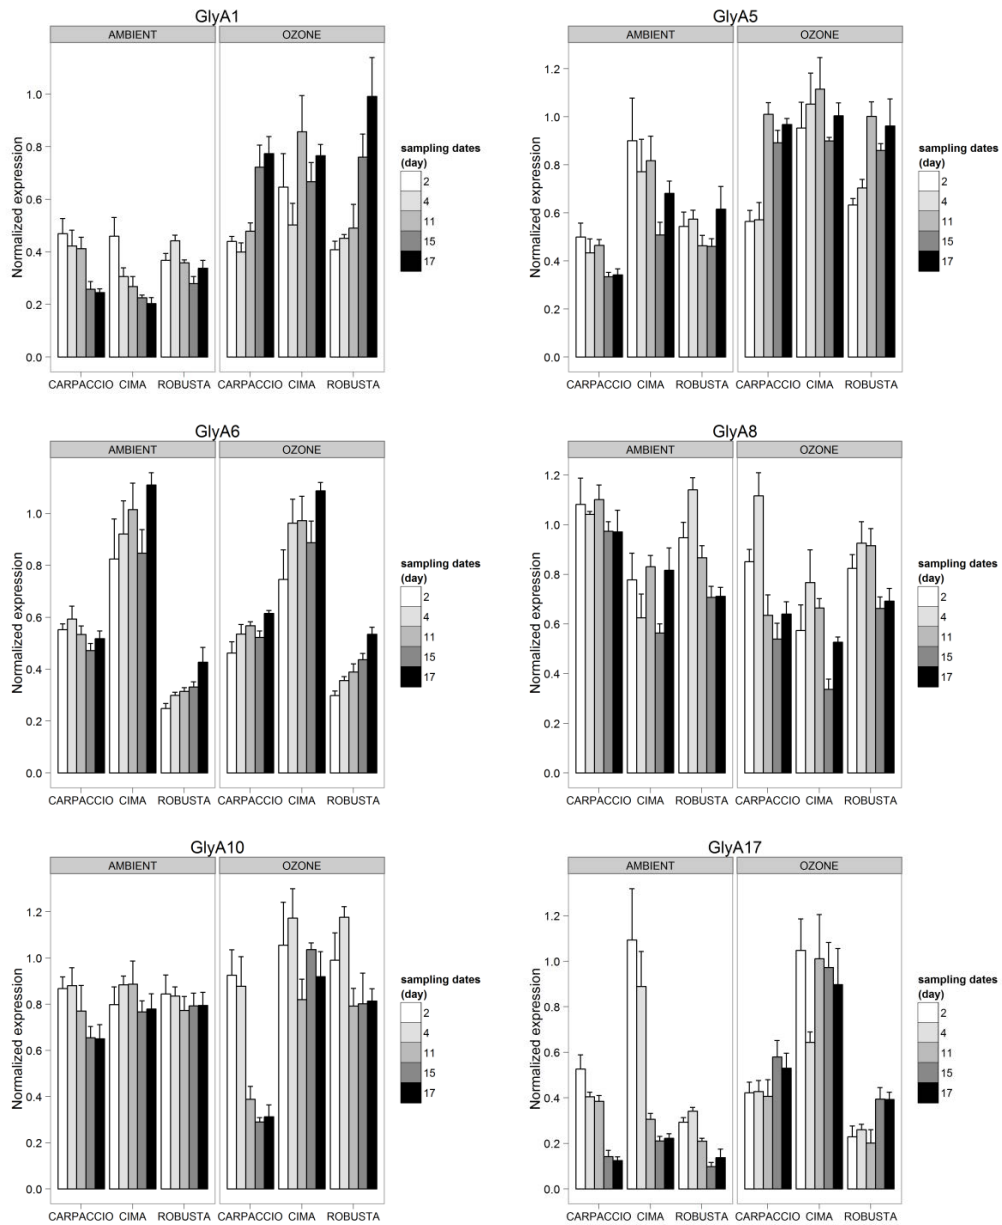 GlyA1
AMBIENT
OZONE
Normalized expression
1.0
0.8
0.6
0.4
0.2
0.0
CARPACCIO CIMA ROBUSTA
CARPACCIO CIMA ROBUSTA
sampling dates
(day)
2
4
11
15
17
GlyA5
AMBIENT
OZONE
Normalized expression
1.2
1.0
0.8
0.6
0.4
0.2
0.0
CARPACCIO CIMA ROBUSTA
CARPACCIO CIMA ROBUSTA
sampling dates
(day)
2
4
11
15
17
GlyA6
AMBIENT
OZONE
Normalized expression
1.0
0.8
0.6
0.4
0.2
0.0
CARPACCIO CIMA ROBUSTA
CARPACCIO CIMA ROBUSTA
sampling dates
(day)
2
4
11
15
17
GlyA8
AMBIENT
OZONE
Normalized expression
1.2
1.0
0.8
0.6
0.4
0.2
0.0
CARPACCIO CIMA ROBUSTA
CARPACCIO CIMA ROBUSTA
sampling dates
(day)
2
4
11
15
17
GlyA10
AMBIENT
OZONE
Normalized expression
1.2
1.0
0.8
0.6
0.4
0.2
0.0
CARPACCIO CIMA ROBUSTA
CARPACCIO CIMA ROBUSTA
sampling dates
(day)
2
4
11
15
17
GlyA17
AMBIENT
OZONE
Normalized expression
1.2
1.0
0.8
0.6
0.4
0.2
0.0
CARPACCIO CIMA ROBUSTA
CARPACCIO CIMA ROBUSTA
sampling dates
(day)
2
4
11
15
17